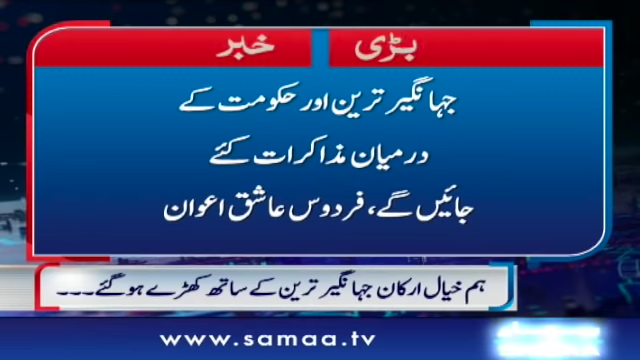 بڑی خبر
جہانگیر ترین اور حکومت کے
درمیان مذاکرات کئے
جائیں گے، فردوس عاشق اعوان
ہم خیال ارکان جہانگیر ترین کے ساتھ کھڑے ہوگئے۔۔۔
www.samaa.tv